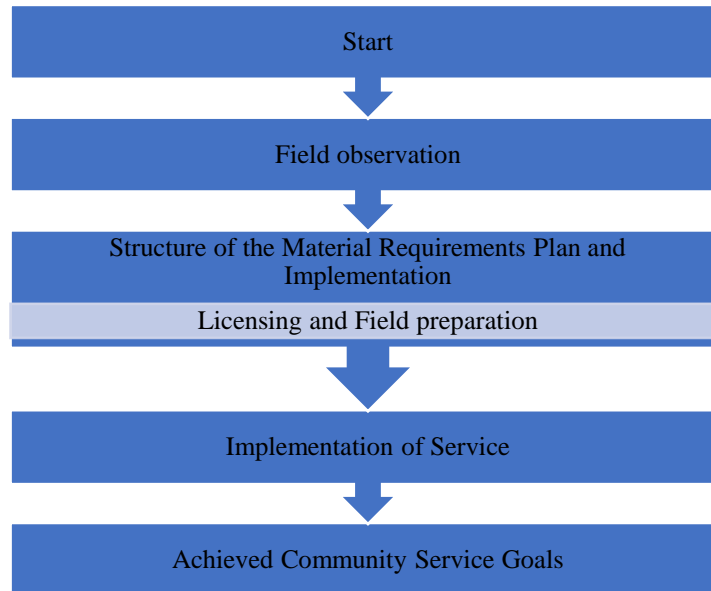 Start
Field observation
Structure of the Material Requirements Plan and
Implementation
Licensing and Field preparation
Implementation of Service
Achieved Community Service Goals